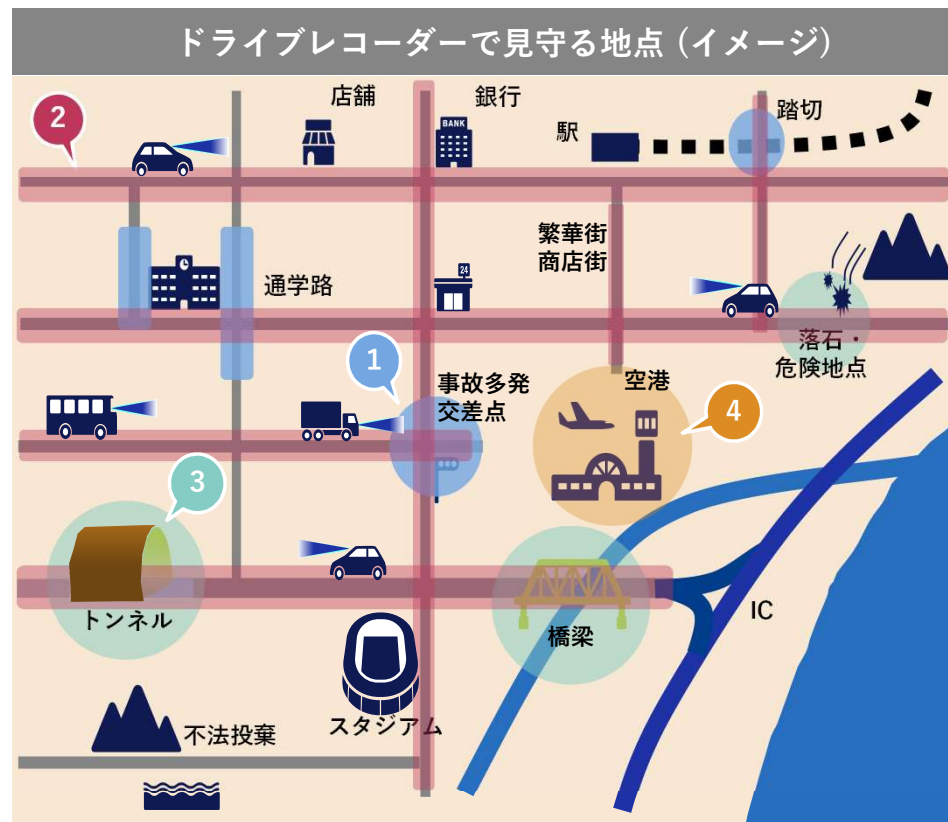 ドライブレコーダーで見守る地点(イメージ)
店舗
銀行
BANK
駅
踏切
2
繁華街
商店街
通学路
24
落石・
危険地点
1
事故多発
交差点
空港
4
3
トンネル
橋梁
IC
スタジアム
不法投棄